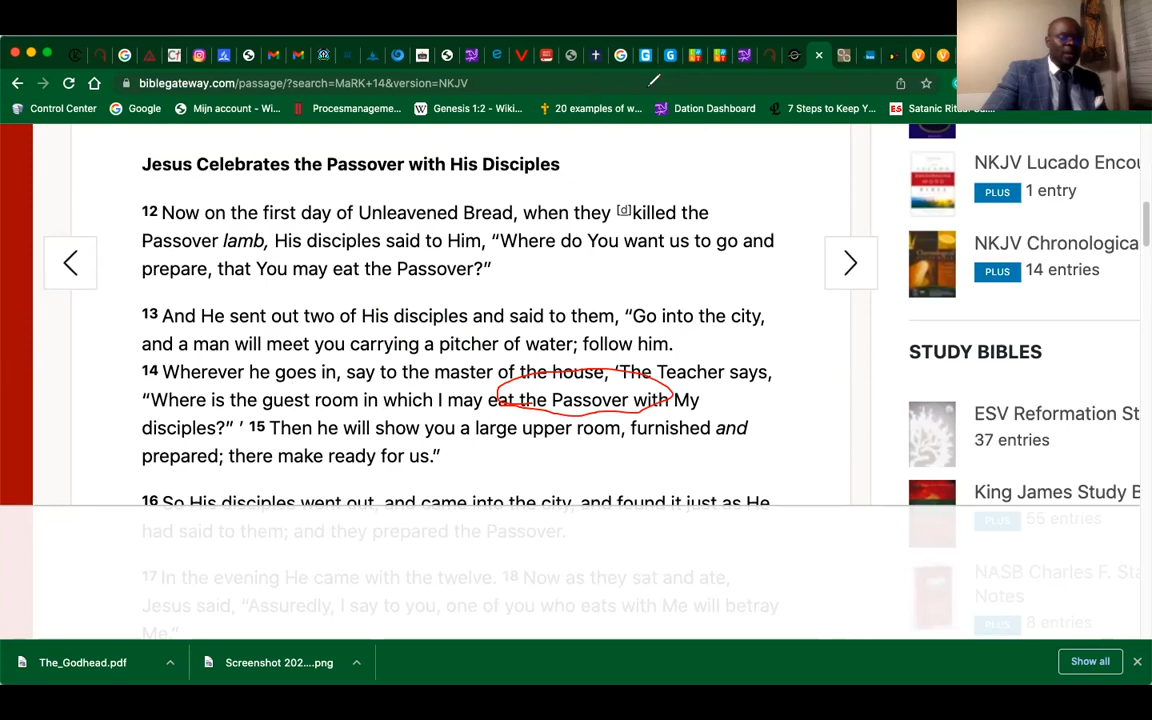 biblegateway.com/passage/?search=MaRK+14&version=NKJV
Control Center Google Mijn account - Wi... Procesmanageme... Genesis 1:2 - Wiki... 20 examples of w... Dation Dashboard 7 Steps to Keep Y... Satanic
Jesus Celebrates the Passover with His Disciples
12 Now on the first day of Unleavened Bread, when they [d]killed the
Passover lamb, His disciples said to Him, “Where do You want us to go and
prepare, that You may eat the Passover?”
13 And He sent out two of His disciples and said to them, “Go into the city,
and a man will meet you carrying a pitcher of water; follow him.
14 Wherever he goes in, say to the master of the house, ‘The Teacher says,
“Where is the guest room in which I may eat the Passover with My
disciples?” ’ 15 Then he will show you a large upper room, furnished and
prepared; there make ready for us.”
16 So His disciples went out, and came into the city, and found it just as He
had said to them; and they prepared the Passover.
17 In the evening He came with the twelve. 18 Now as they sat and ate,
Jesus said, “Assuredly, I say to you, one of you who eats with Me will betray
Me.”
NKJV Lucado Encou
PLUS 1 entry
NKJV Chronologica
PLUS 14 entries
STUDY BIBLES
ESV Reformation St
37 entries
King James Study B
PLUS 55 entries
NASB Charles F. Sta
Notes
PLUS 8 entries
The_Godhead.pdf
Screenshot 202....png
Show all